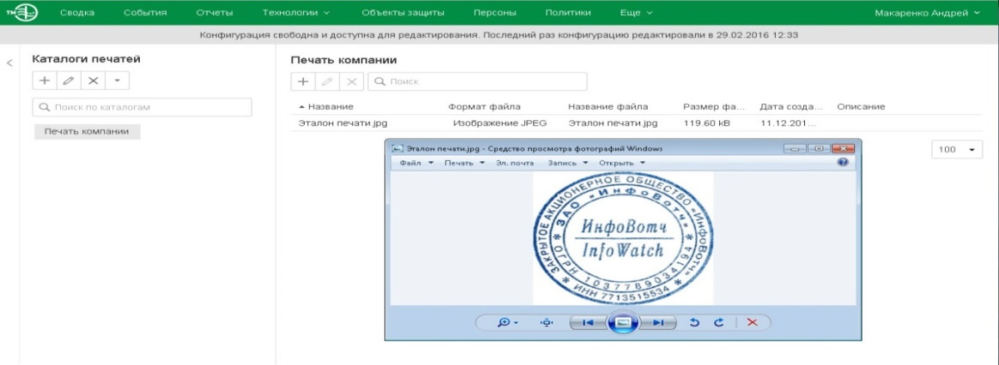 ТМ Сводка События Отчеты Технологии Объекты защиты Персоны Политики Еще Макаренко Андрей
Конфигурация свободна и доступна для редактирования. Последний раз конфигурацию редактировали в 29.02.2016 12:33
Каталоги печатей
Поиск по каталогам
Печать компании
Печать компании
Поиск
Название Формат файла Название файла Размер фа... Дата созда... Описание
Эталон печати.jpg Изображение JPEG Эталон печати.jpg 119.60 kB 11.12.201...
100
Эталон печати.jpg - Средство просмотра фотографий Windows
Файл Печать Эл. почта Запись Открыть
ЗАКРЫТОЕ АКЦИОНЕРНОЕ ОБЩЕСТВО «ИнфоВотч»
* ЗАО «ИнфоВотч» *
ИнфоВотч
InfoWatch
ОГРН 1037789034194
* ИНН 7713515534 *